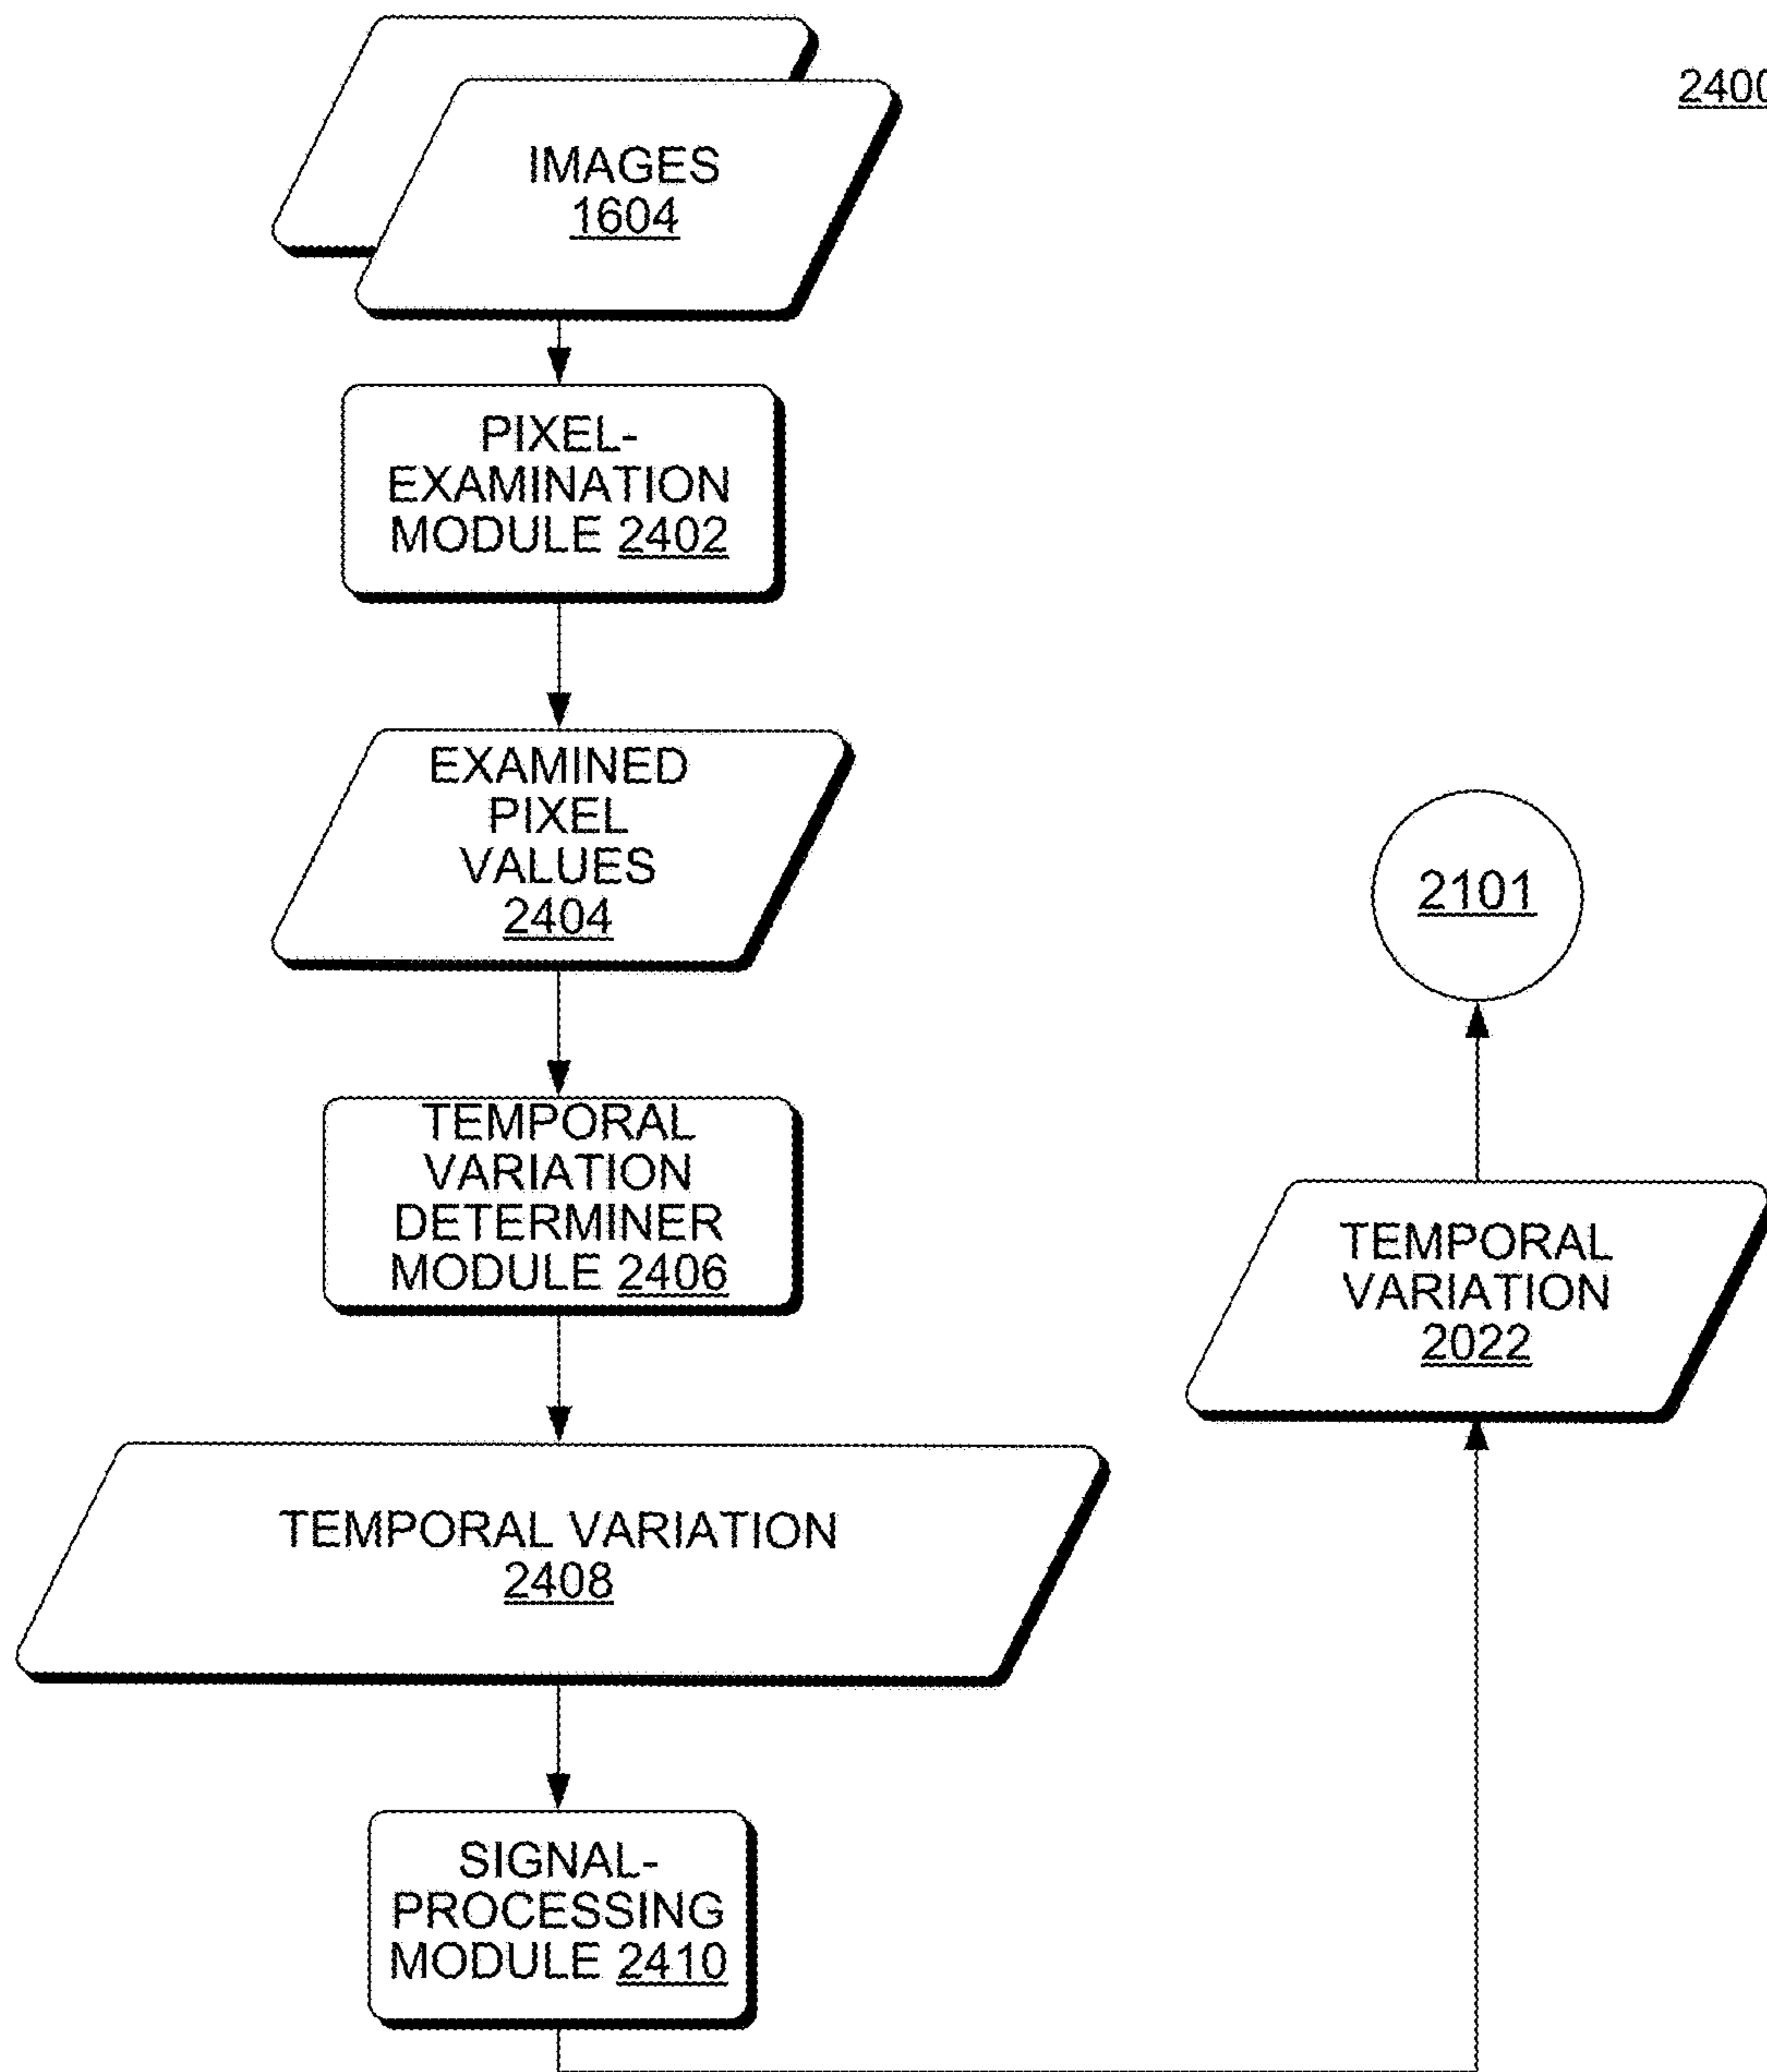 2400
IMAGES
1604
PIXEL-
EXAMINATION
MODULE 2402
EXAMINED
PIXEL
VALUES
2404
TEMPORAL
VARIATION
DETERMINER
MODULE 2406
TEMPORAL VARIATION
2408
SIGNAL-
PROCESSING
MODULE 2410
TEMPORAL
VARIATION
2022
2101